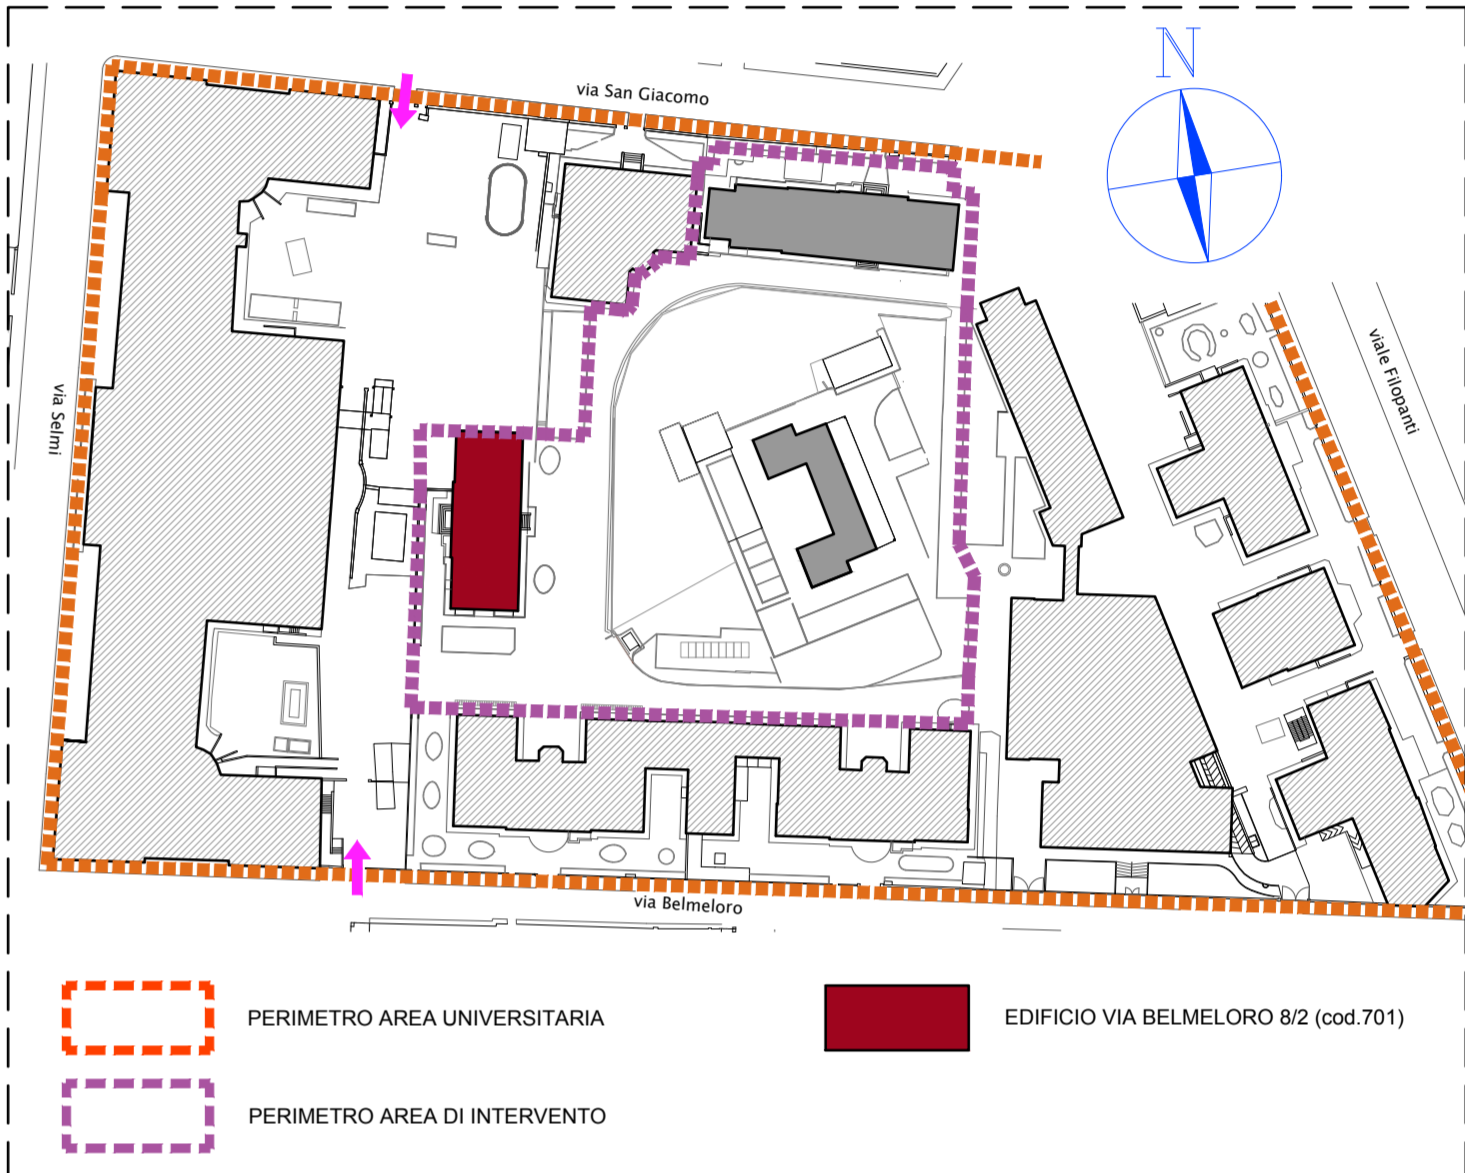 N
via San Giacomo
viale Filopanti
via Selmi
via Belmeloro
PERIMETRO AREA UNIVERSITARIA
EDIFICIO VIA BELMELORO 8/2 (cod.701)
PERIMETRO AREA DI INTERVENTO